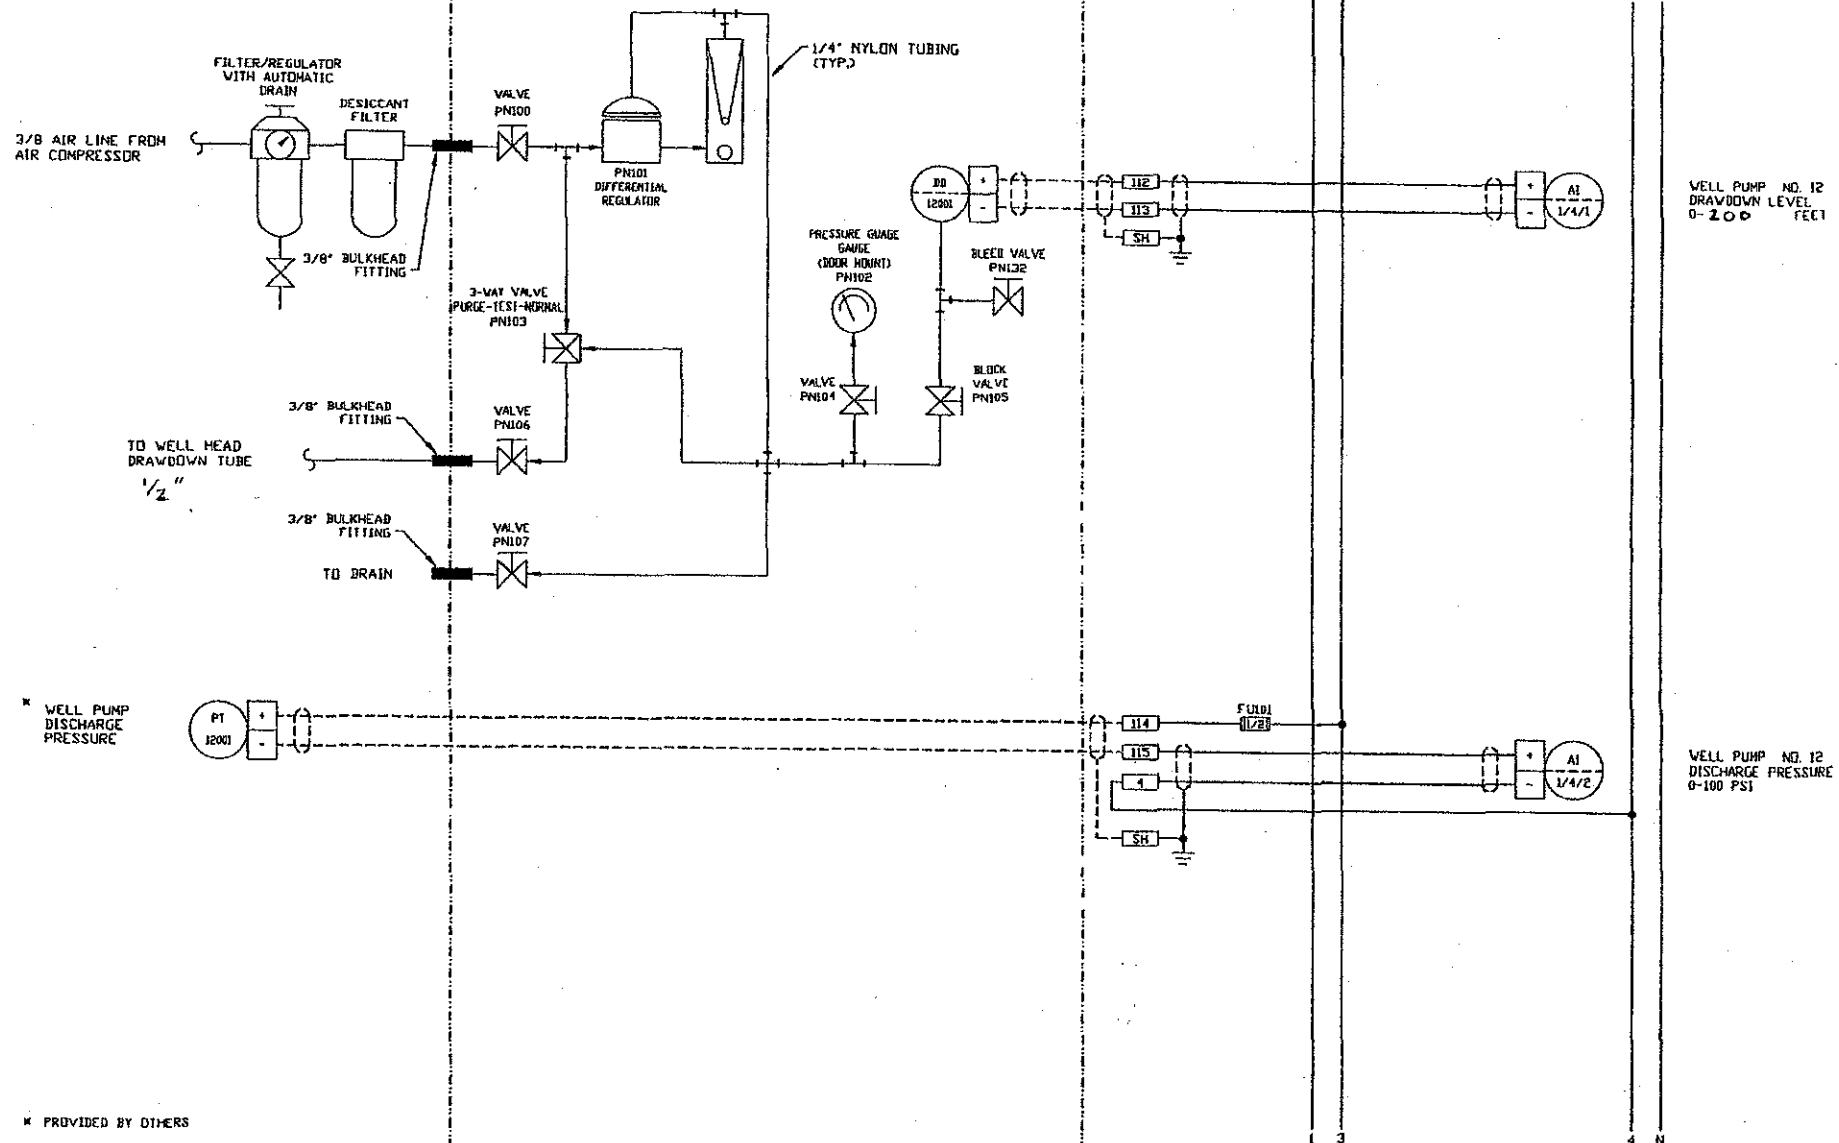 FILTER/REGULATOR
WITH AUTOMATIC
DRAIN
DESICCANT
FILTER
VALVE
PN100
1/4" NYLON TUBING
(TYP.)
3/8 AIR LINE FROM
AIR COMPRESSOR
PN101
DIFFERENTIAL
REGULATOR
3/8" BULKHEAD
FITTING
DD
12001
+
-
112
113
SH
+
-
AI
1/4/1
WELL PUMP NO. 12
DRAWDOWN LEVEL
0-200 FEET
PRESSURE GUAGE
GAUGE
(DOOR MOUNT)
PN102
BLEED VALVE
PN132
3-WAY VALVE
PURGE-TEST-NORMAL
PN103
VALVE
PN104
BLOCK
VALVE
PN105
3/8" BULKHEAD
FITTING
VALVE
PN106
TO WELL HEAD
DRAWDOWN TUBE
1/2"
3/8" BULKHEAD
FITTING
VALVE
PN107
TO DRAIN
* WELL PUMP
DISCHARGE
PRESSURE
PT
12001
+
-
114
FU101
1/2
115
4
SH
+
-
AI
1/4/2
WELL PUMP NO. 12
DISCHARGE PRESSURE
0-100 PSI
* PROVIDED BY OTHERS
3
4
N